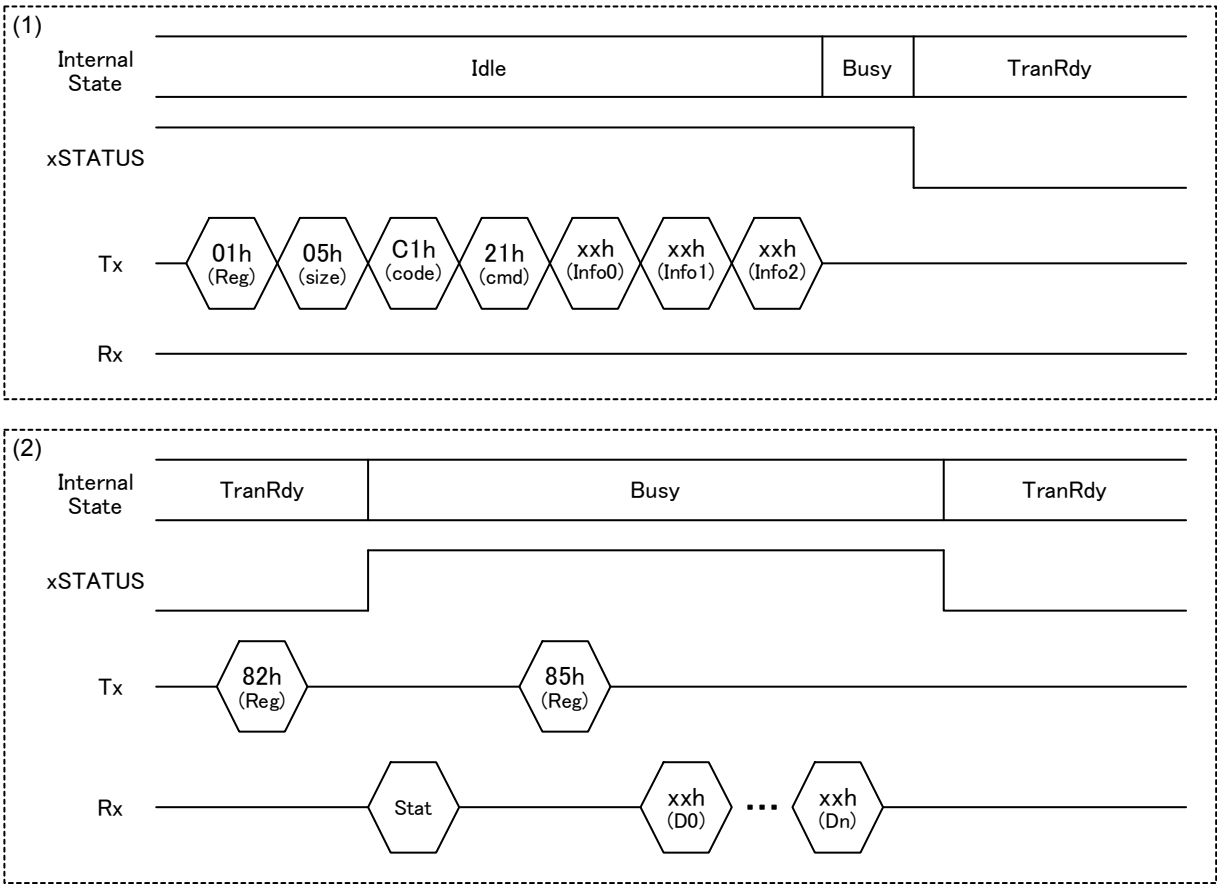 (1)
Internal
State
Idle
Busy
TranRdy
xSTATUS
Tx
01h
(Reg)
05h
(size)
C1h
(code)
21h
(cmd)
xxh
(Info0)
xxh
(Info1)
xxh
(Info2)
Rx
(2)
Internal
State
TranRdy
Busy
TranRdy
xSTATUS
Tx
82h
(Reg)
85h
(Reg)
Rx
Stat
xxh
(D0)
...
xxh
(Dn)